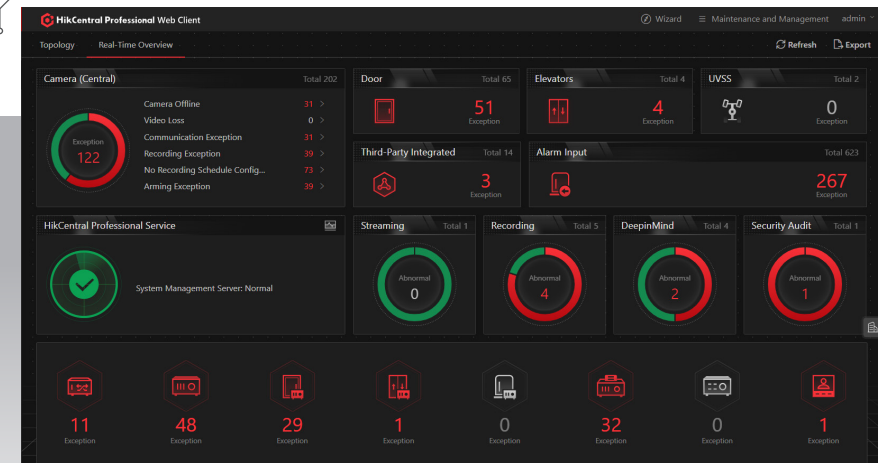 HikCentral Professional Web Client
Wizard
Maintenance and Management
admin
Topology
Real-Time Overview
Refresh
Export
Camera (Central)
Total 202
Exception
122
Camera Offline 31 >
Video Loss 0 >
Communication Exception 31 >
Recording Exception 39 >
No Recording Schedule Config... 73 >
Arming Exception 39 >
Door
Total 65
51
Exception
Elevators
Total 4
4
Exception
UVSS
Total 2
0
Exception
Third-Party Integrated
Total 14
3
Exception
Alarm Input
Total 623
267
Exception
HikCentral Professional Service
System Management Server: Normal
Streaming
Total 1
Abnormal
0
Recording
Total 5
Abnormal
4
DeepinMind
Total 4
Abnormal
2
Security Audit
Total 1
Abnormal
1
11
Exception
48
Exception
29
Exception
1
Exception
0
Exception
32
Exception
0
Exception
1
Exception